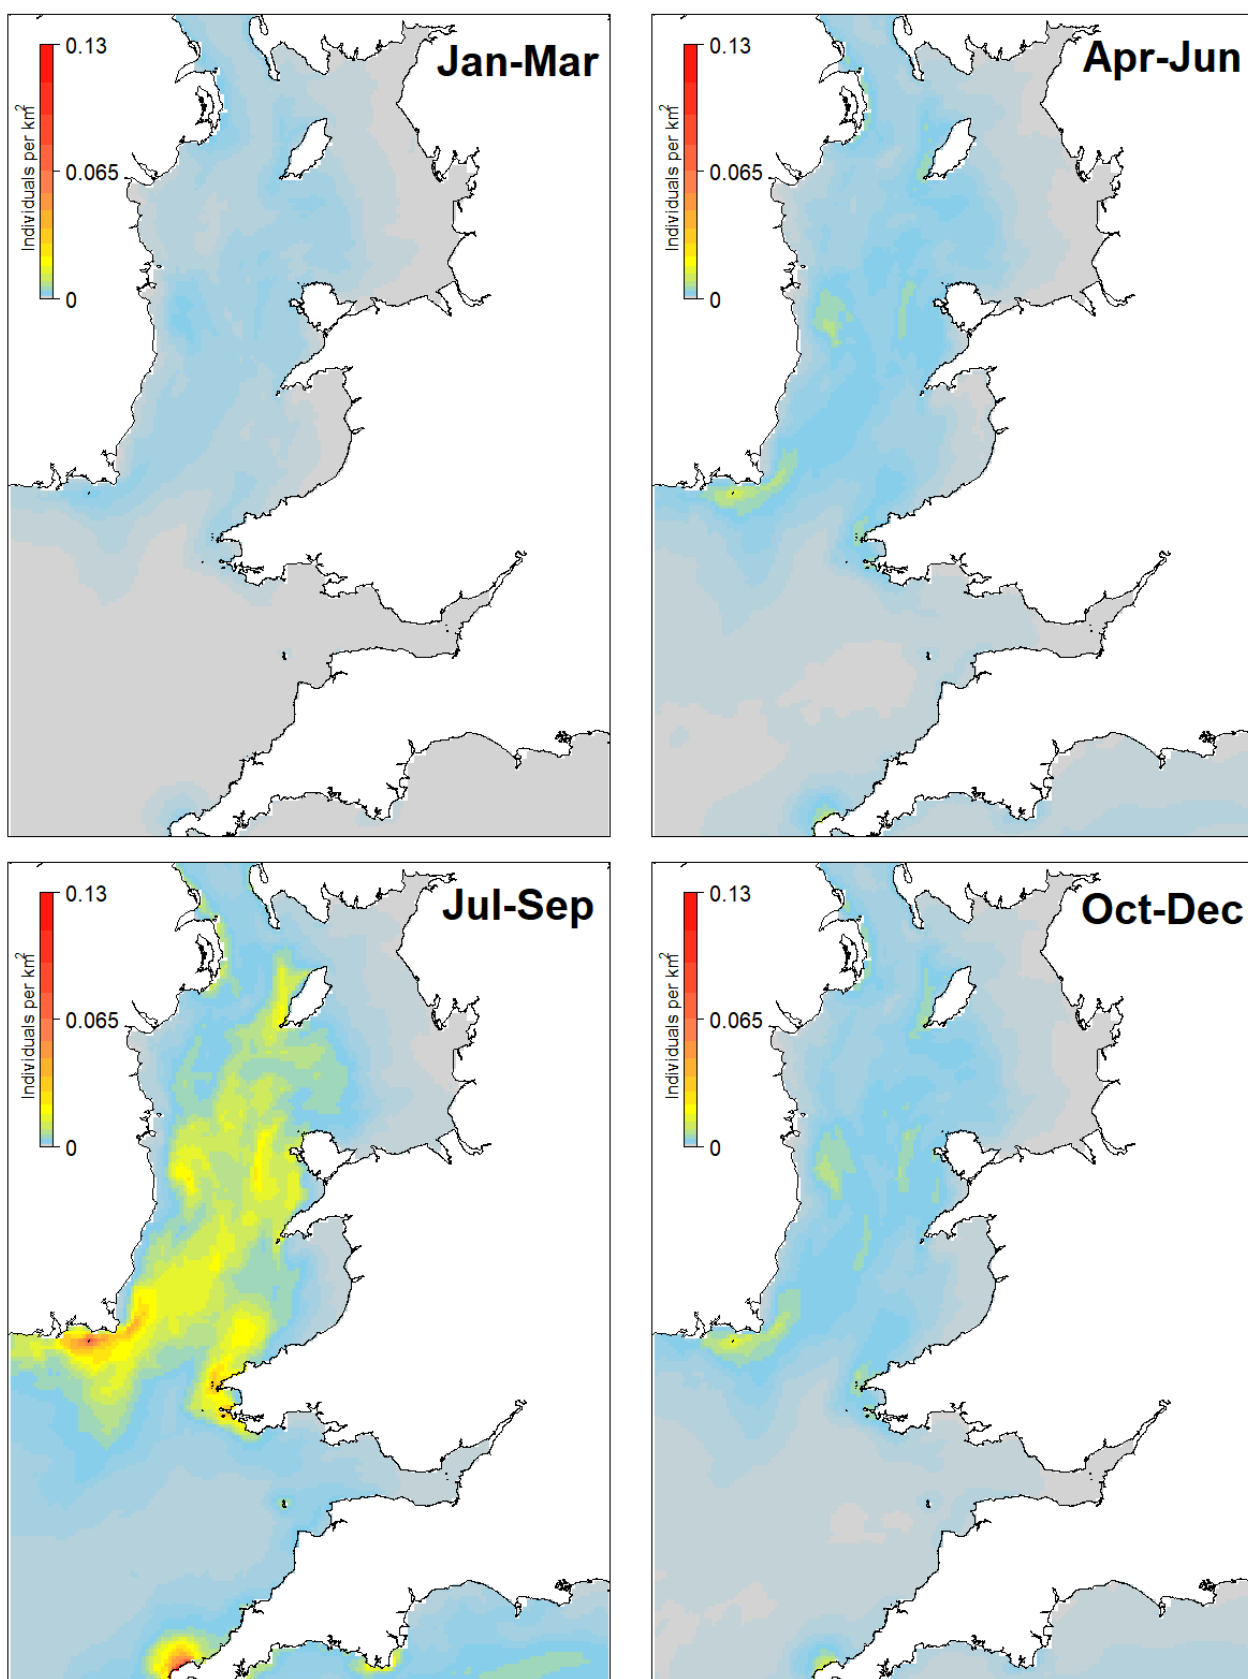 Jan-Mar
0.13
0.065
0
Individuals per km²
Apr-Jun
0.13
0.065
0
Individuals per km²
Jul-Sep
0.13
0.065
0
Individuals per km²
Oct-Dec
0.13
0.065
0
Individuals per km²